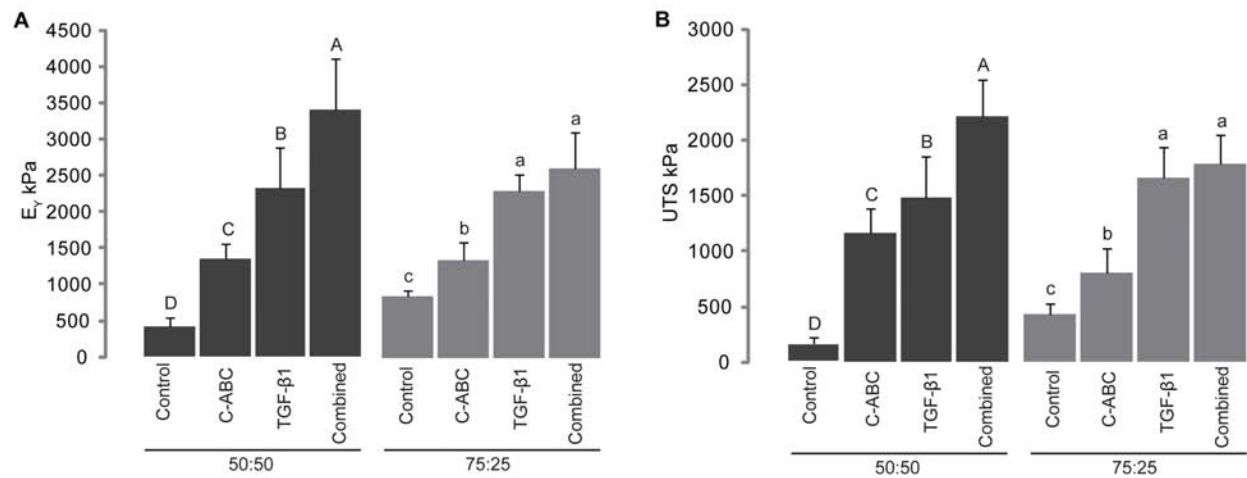 A
4500
4000
3500
3000
2500
2000
1500
1000
500
0
Eᵧ kPa
D
C
B
A
c
b
a
a
Control
C-ABC
TGF-β1
Combined
Control
C-ABC
TGF-β1
Combined
50:50
75:25
B
3000
2500
2000
1500
1000
500
0
UTS kPa
D
C
B
A
c
b
a
a
Control
C-ABC
TGF-β1
Combined
Control
C-ABC
TGF-β1
Combined
50:50
75:25